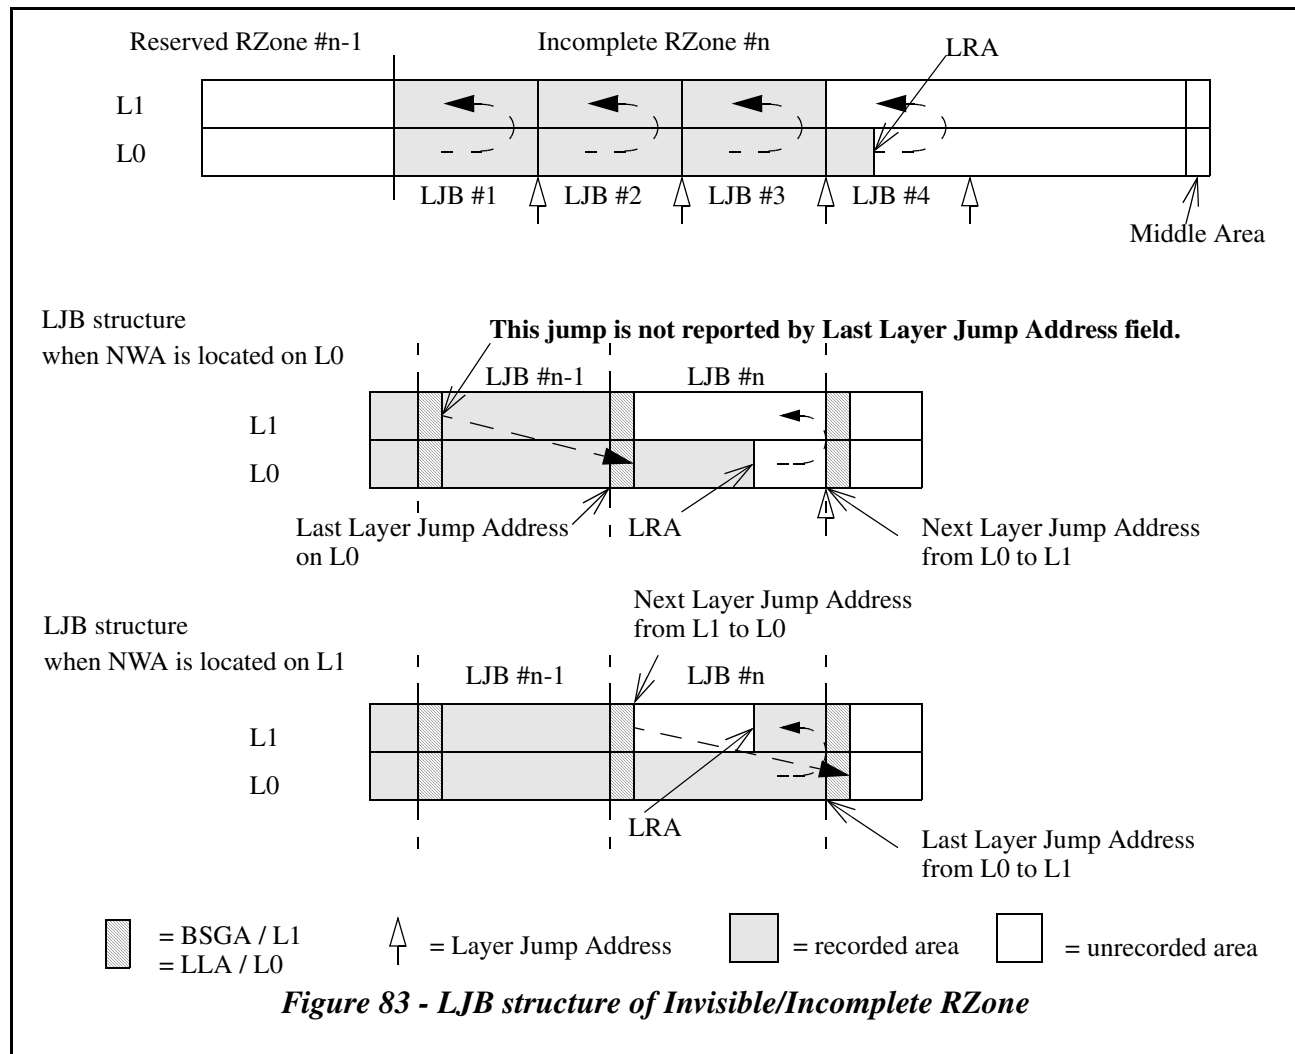 Reserved RZone #n-1
Incomplete RZone #n
LRA
L1
L0
LJB #1
LJB #2
LJB #3
LJB #4
Middle Area
LJB structure
when NWA is located on L0
This jump is not reported by Last Layer Jump Address field.
LJB #n-1
LJB #n
L1
L0
Last Layer Jump Address
on L0
LRA
Next Layer Jump Address
from L0 to L1
Next Layer Jump Address
from L1 to L0
LJB structure
when NWA is located on L1
LJB #n-1
LJB #n
L1
L0
LRA
Last Layer Jump Address
from L0 to L1
= BSGA / L1
= LLA / L0
= Layer Jump Address
= recorded area
= unrecorded area
Figure 83 - LJB structure of Invisible/Incomplete RZone